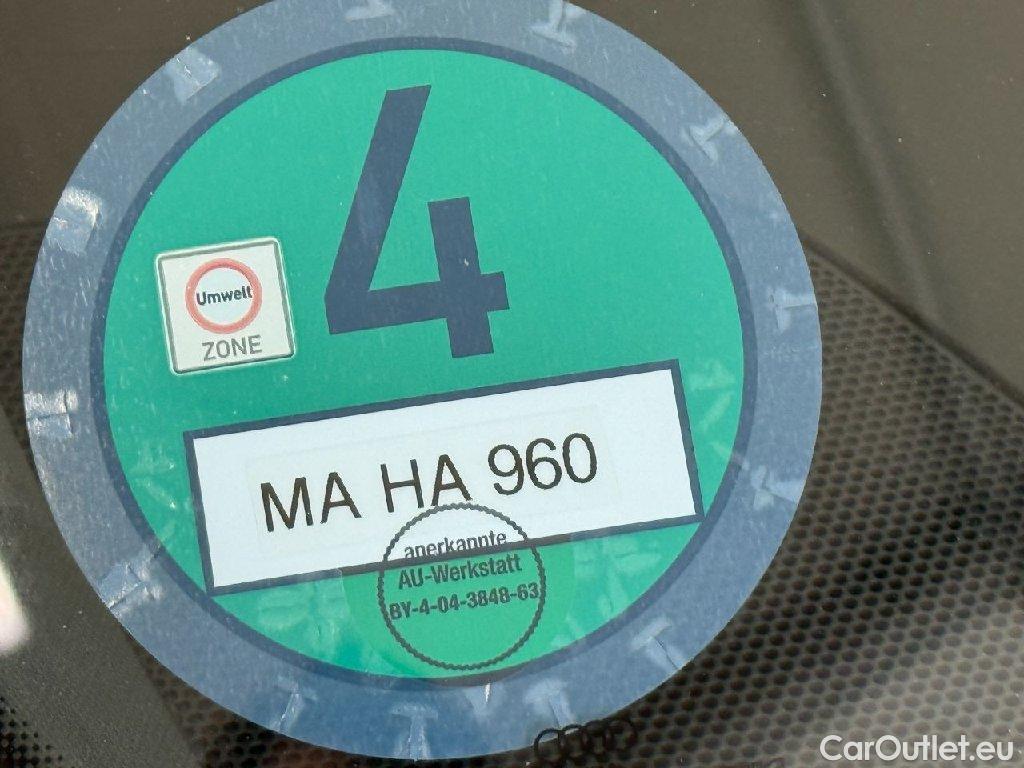 4
Umwelt
ZONE
MA HA 960
anerkannte
AU-Werkstatt
BY-4-04-3848-63
CarOutlet.eu